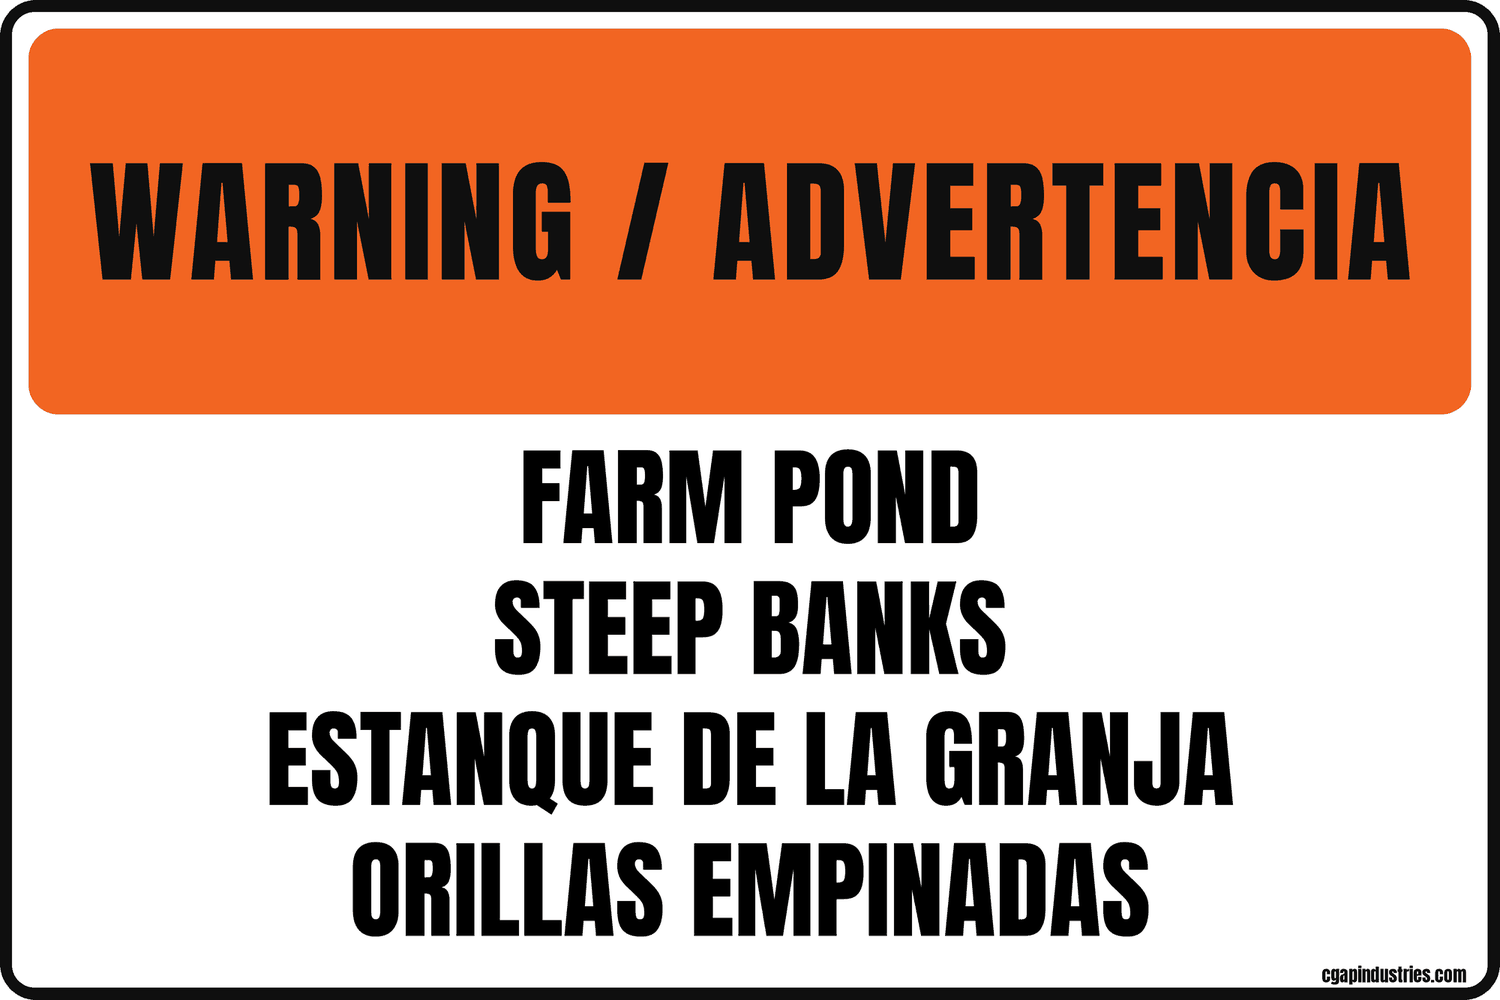 WARNING / ADVERTENCIA
FARM POND
STEEP BANKS
ESTANQUE DE LA GRANJA
ORILLAS EMPINADAS
cgapindustries.com